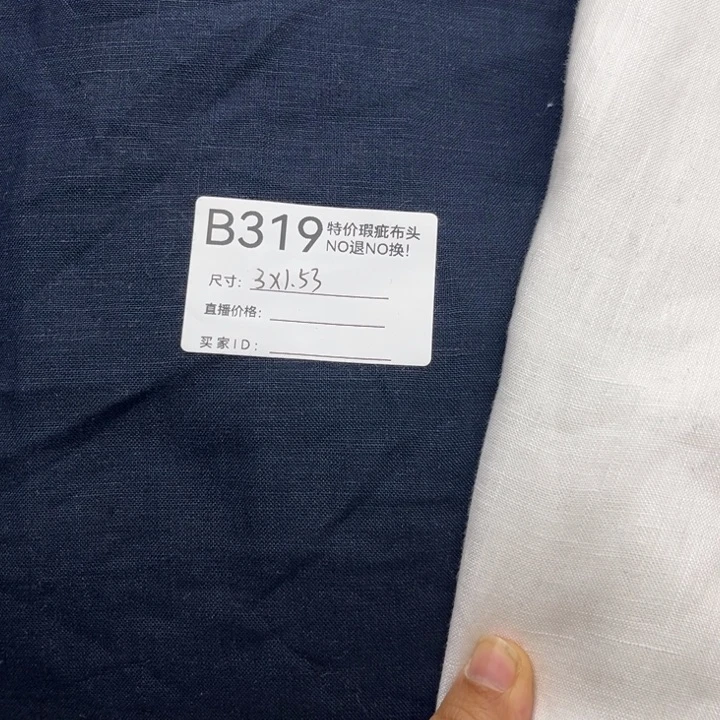 B319 特价瑕疵布头
NO退NO换!
尺寸: 3X1.53
直播价格:
买家ID: